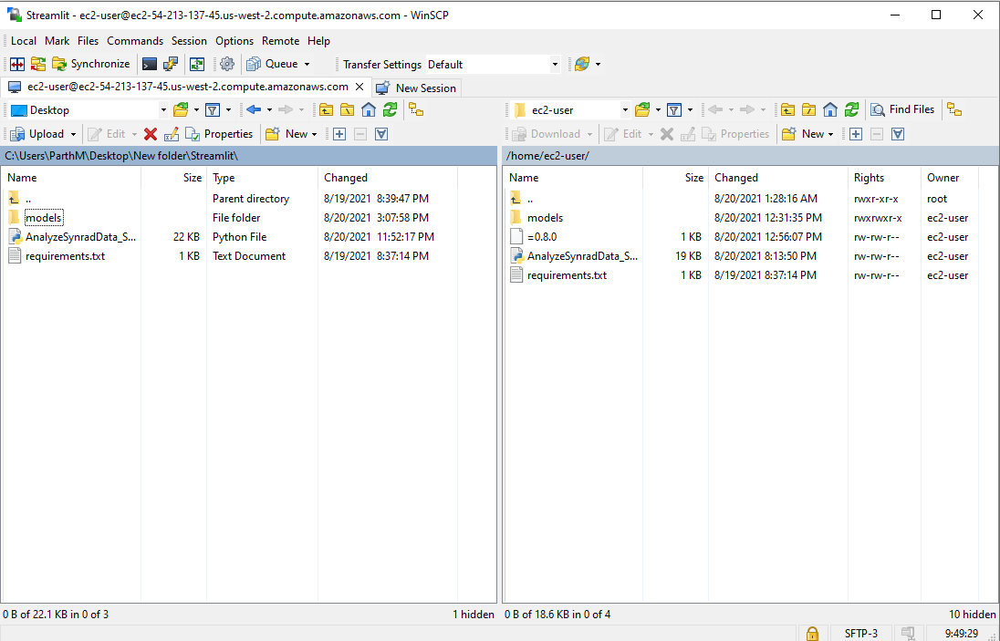 Streamlit - ec2-user@ec2-54-213-137-45.us-west-2.compute.amazonaws.com - WinSCP
Local Mark Files Commands Session Options Remote Help
Synchronize Queue Transfer Settings Default
ec2-user@ec2-54-213-137-45.us-west-2.compute.amazonaws.com New Session
Desktop
Upload Edit Properties New
C:\Users\ParthM\Desktop\New folder\Streamlit\
Name Size Type Changed
.. Parent directory 8/19/2021 8:39:47 PM
models File folder 8/20/2021 3:07:58 PM
AnalyzeSynradData_S... 22 KB Python File 8/20/2021 11:52:17 PM
requirements.txt 1 KB Text Document 8/19/2021 8:37:14 PM
0 B of 22.1 KB in 0 of 3 1 hidden
ec2-user Find Files
Download Edit Properties New
/home/ec2-user/
Name Size Changed Rights Owner
.. 8/20/2021 1:28:16 AM rwxr-xr-x root
models 8/20/2021 12:31:35 PM rwxrwxr-x ec2-user
=0.8.0 1 KB 8/20/2021 12:56:07 PM rw-rw-r-- ec2-user
AnalyzeSynradData_S... 19 KB 8/20/2021 8:13:50 PM rw-rw-r-- ec2-user
requirements.txt 1 KB 8/19/2021 8:37:14 PM rw-rw-r-- ec2-user
0 B of 18.6 KB in 0 of 4 10 hidden
SFTP-3 9:49:29